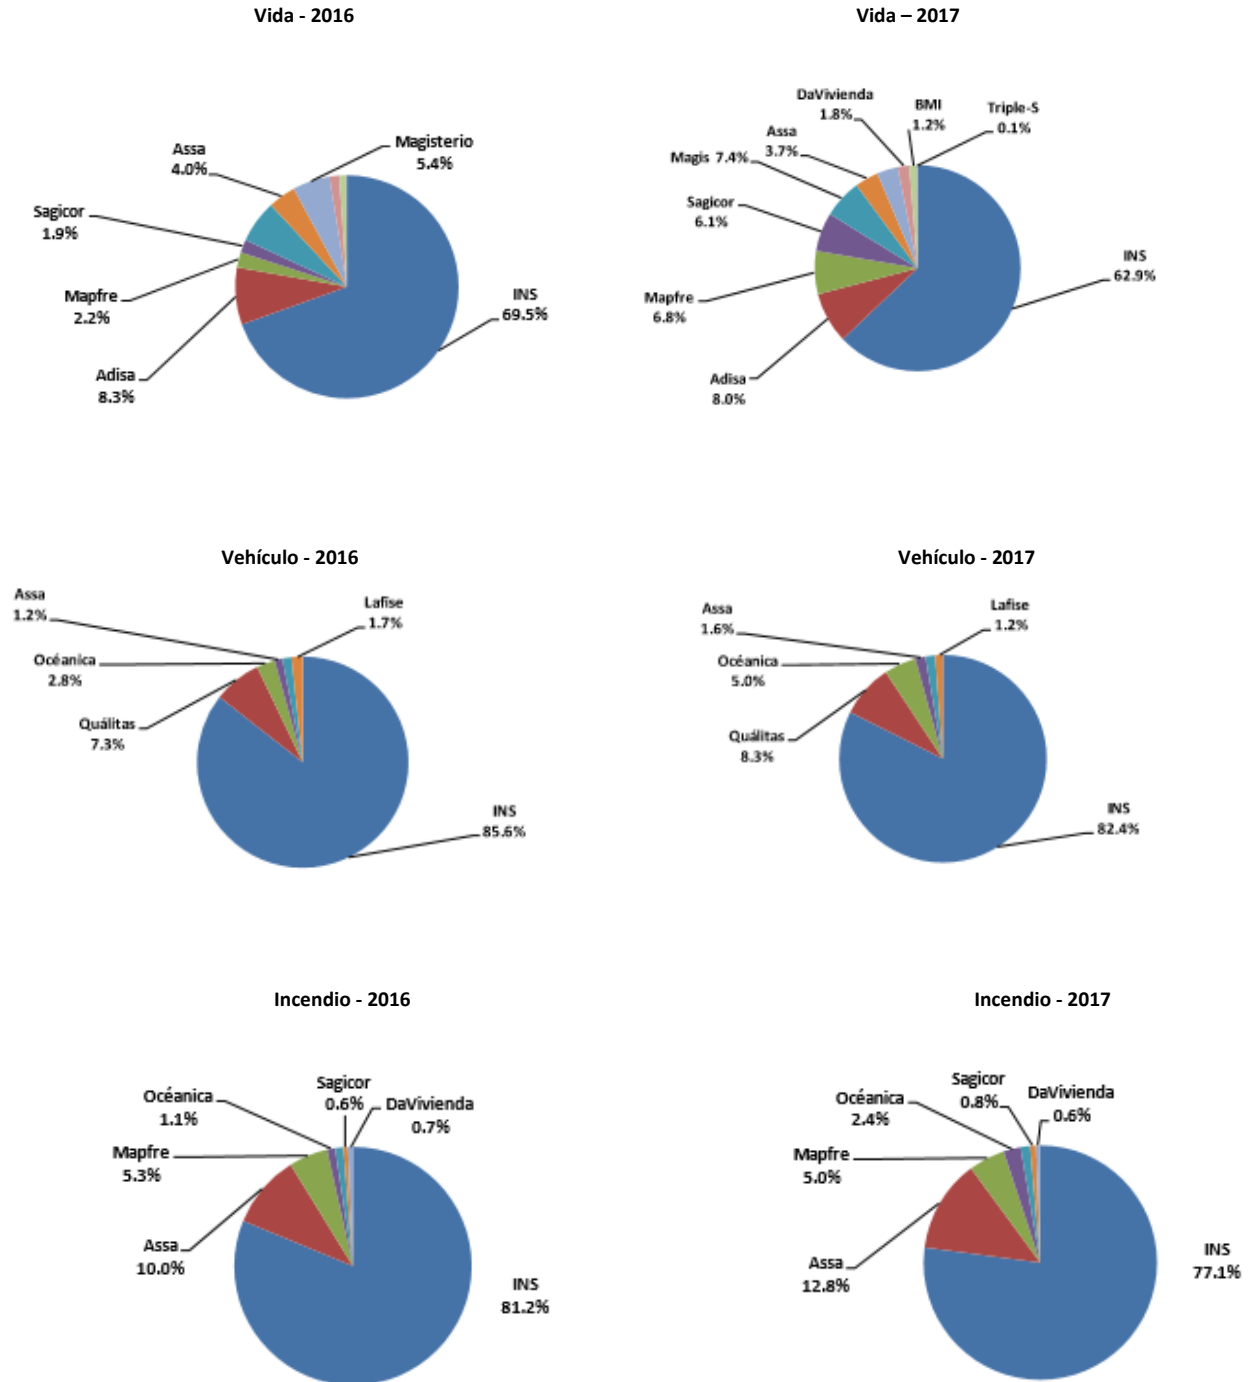 Vida - 2016
Vida – 2017
Assa
4.0%
Magisterio
5.4%
Sagicor
1.9%
Mapfre
2.2%
Adisa
8.3%
INS
69.5%
DaVivienda
1.8%
BMI
1.2%
Triple-S
0.1%
Assa
3.7%
Magis 7.4%
Sagicor
6.1%
Mapfre
6.8%
Adisa
8.0%
INS
62.9%
Vehículo - 2016
Vehículo - 2017
Assa
1.2%
Lafise
1.7%
Océanica
2.8%
Quálitas
7.3%
INS
85.6%
Assa
1.6%
Lafise
1.2%
Océanica
5.0%
Quálitas
8.3%
INS
82.4%
Incendio - 2016
Incendio - 2017
Océanica
1.1%
Sagicor
0.6%
DaVivienda
0.7%
Mapfre
5.3%
Assa
10.0%
INS
81.2%
Océanica
2.4%
Sagicor
0.8%
DaVivienda
0.6%
Mapfre
5.0%
Assa
12.8%
INS
77.1%